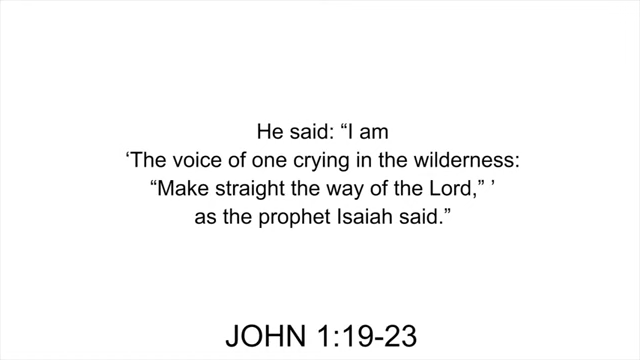 He said: “I am
‘The voice of one crying in the wilderness:
“Make straight the way of the Lord,” ’
as the prophet Isaiah said.”
JOHN 1:19-23